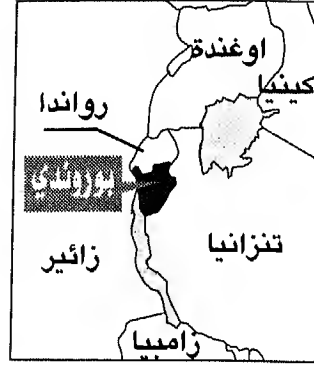 اوغندة
كينيا
رواندا
بوروندي
تنزانيا
زائير
زامبيا